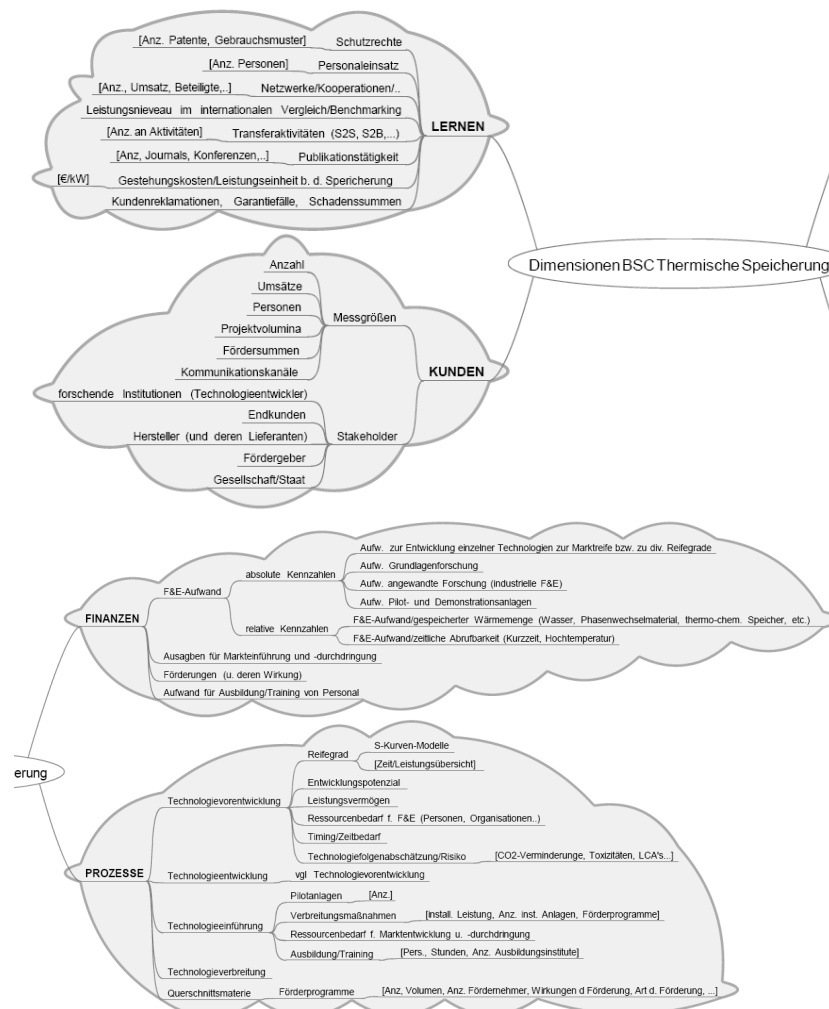 [Anz. Patente, Gebrauchsmuster] Schutzrechte
[Anz. Personen] Personaleinsatz
[Anz., Umsatz, Beteiligte,..] Netzwerke/Kooperationen/..
Leistungsnieveau im internationalen Vergleich/Benchmarking
LERNEN
[Anz. an Aktivitäten] Transferaktivitäten (S2S, S2B,...)
[Anz, Journals, Konferenzen,..] Publikationstätigkeit
[€/kW] Gestehungskosten/Leistungseinheit b. d. Spericherung
Kundenreklamationen, Garantiefälle, Schadenssummen
Dimensionen BSC Thermische Speicherung
Anzahl
Umsätze
Personen
Messgrößen
Projektvolumina
Fördersummen
Kommunikationskanäle
KUNDEN
forschende Institutionen (Technologieentwickler)
Endkunden
Hersteller (und deren Lieferanten) Stakeholder
Fördergeber
Gesellschaft/Staat
Aufw. zur Entwicklung einzelner Technologien zur Marktreife bzw. zu div. Reifegrade
absolute Kennzahlen
Aufw. Grundlagenforschung
F&E-Aufwand
Aufw. angewandte Forschung (industrielle F&E)
Aufw. Pilot- und Demonstrationsanlagen
FINANZEN
relative Kennzahlen
F&E-Aufwand/gespeicherter Wärmemenge (Wasser, Phasenwechselmaterial, thermo-chem. Speicher, etc.)
F&E-Aufwand/zeitliche Abrufbarkeit (Kurzzeit, Hochtemperatur)
Ausagben für Markteinführung und -durchdringung
Förderungen (u. deren Wirkung)
Aufwand für Ausbildung/Training von Personal
erung
Reifegrad
S-Kurven-Modelle
[Zeit/Leistungsübersicht]
Entwicklungspotenzial
Technologievorentwicklung
Leistungsvermögen
Ressourcenbedarf f. F&E (Personen, Organisationen..)
Timing/Zeitbedarf
Technologiefolgenabschätzung/Risiko [CO2-Verminderunge, Toxizitäten, LCA's...]
PROZESSE
Technologieentwicklung vgl Technologievorentwicklung
Pilotanlagen [Anz.]
Verbreitungsmaßnahmen [install. Leistung, Anz. inst. Anlagen, Förderprogramme]
Technologieeinführung
Ressourcenbedarf f. Marktentwicklung u. -durchdringung
Ausbildung/Training [Pers., Stunden, Anz. Ausbildungsinstitute]
Technologieverbreitung
Querschnittsmaterie Förderprogramme [Anz, Volumen, Anz. Fördernehmer, Wirkungen d Förderung, Art d. Förderung, ...]